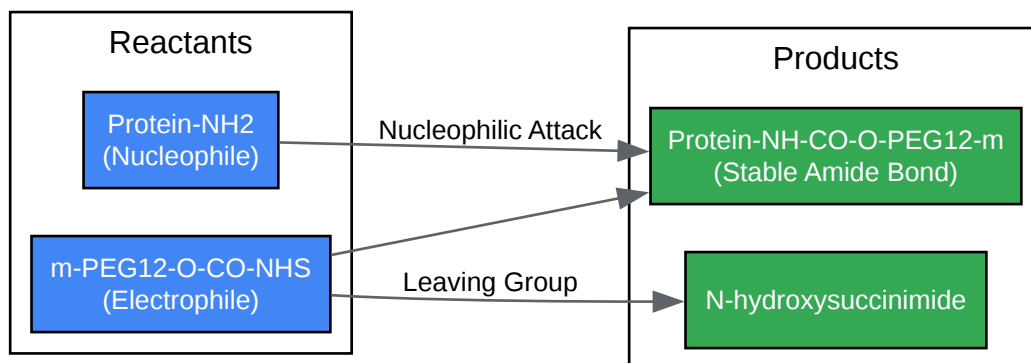 Reactants
Protein-NH2
(Nucleophile)
m-PEG12-O-CO-NHS
(Electrophile)
Nucleophilic Attack
Leaving Group
Products
Protein-NH-CO-O-PEG12-m
(Stable Amide Bond)
N-hydroxysuccinimide